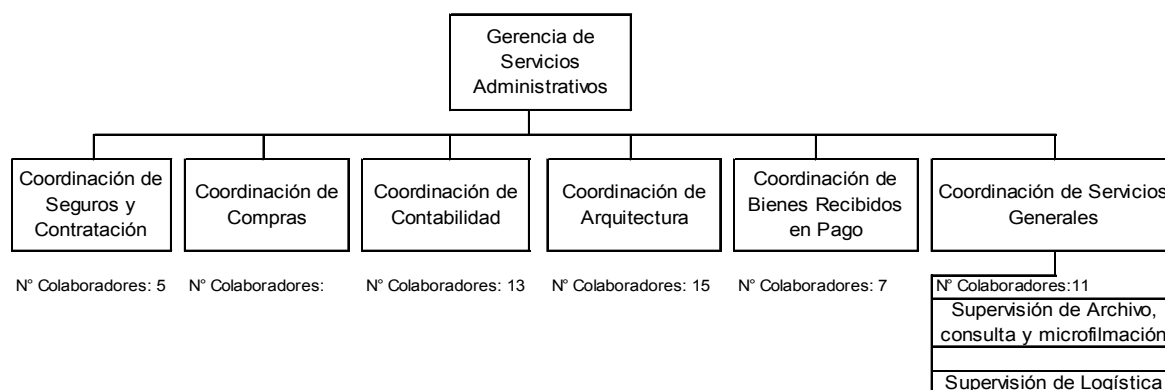 Gerencia de
Servicios
Administrativos
Coordinación de
Seguros y
Contratación
Coordinación de
Compras
Coordinación de
Contabilidad
Coordinación de
Arquitectura
Coordinación de
Bienes Recibidos
en Pago
Coordinación de Servicios
Generales
N° Colaboradores: 5
N° Colaboradores:
N° Colaboradores: 13
N° Colaboradores: 15
N° Colaboradores: 7
N° Colaboradores:11
Supervisión de Archivo,
consulta y microfilmación
Supervisión de Logística